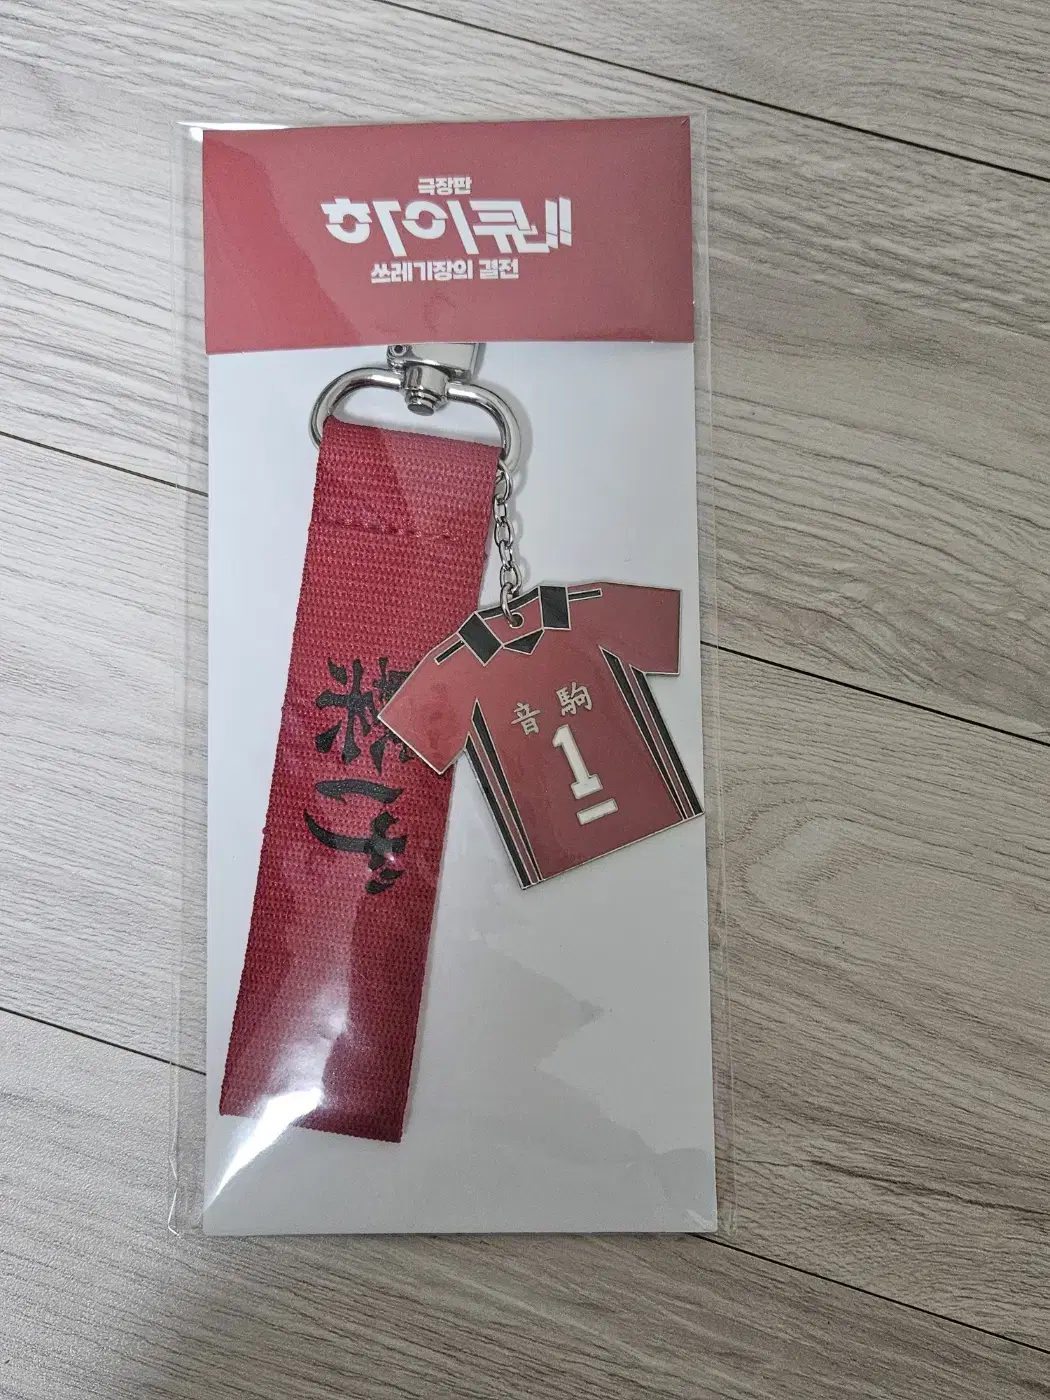 극장판
하이큐!!
쓰레기장의 결전
繋げ
音駒
1